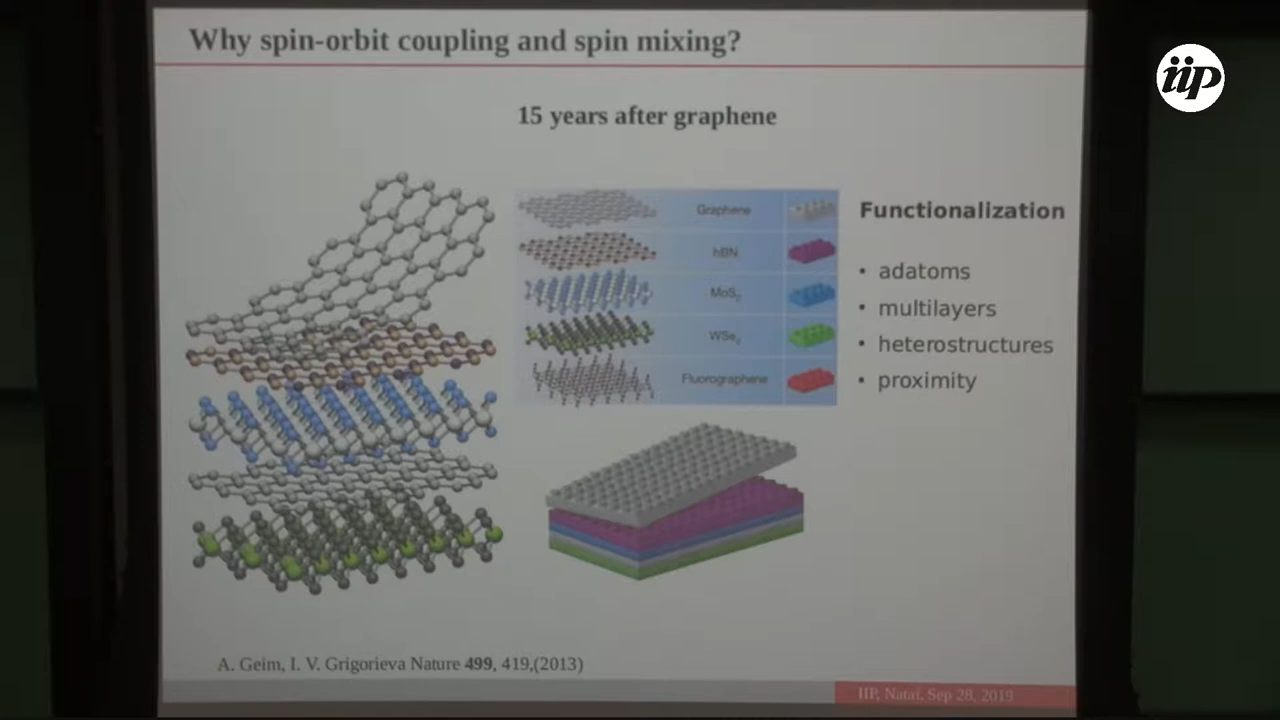 Why spin-orbit coupling and spin mixing?
iip
15 years after graphene
Graphene
hBN
MoS₂
WSe₂
Fluorographene
Functionalization
• adatoms
• multilayers
• heterostructures
• proximity
A. Geim, I. V. Grigorieva Nature 499, 419,(2013)
IIP, Natal, Sep 28, 2019